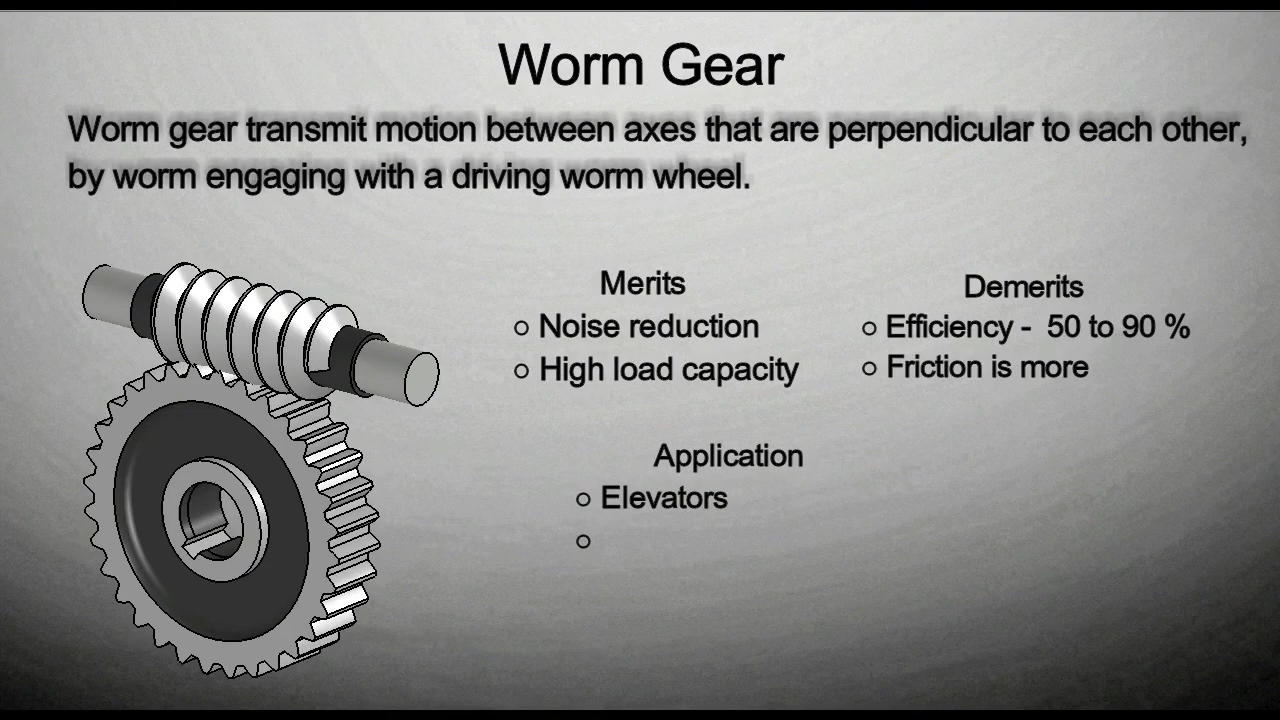 Worm Gear
Worm gear transmit motion between axes that are perpendicular to each other,
by worm engaging with a driving worm wheel.
Merits
Noise reduction
High load capacity
Demerits
Efficiency - 50 to 90 %
Friction is more
Application
Elevators